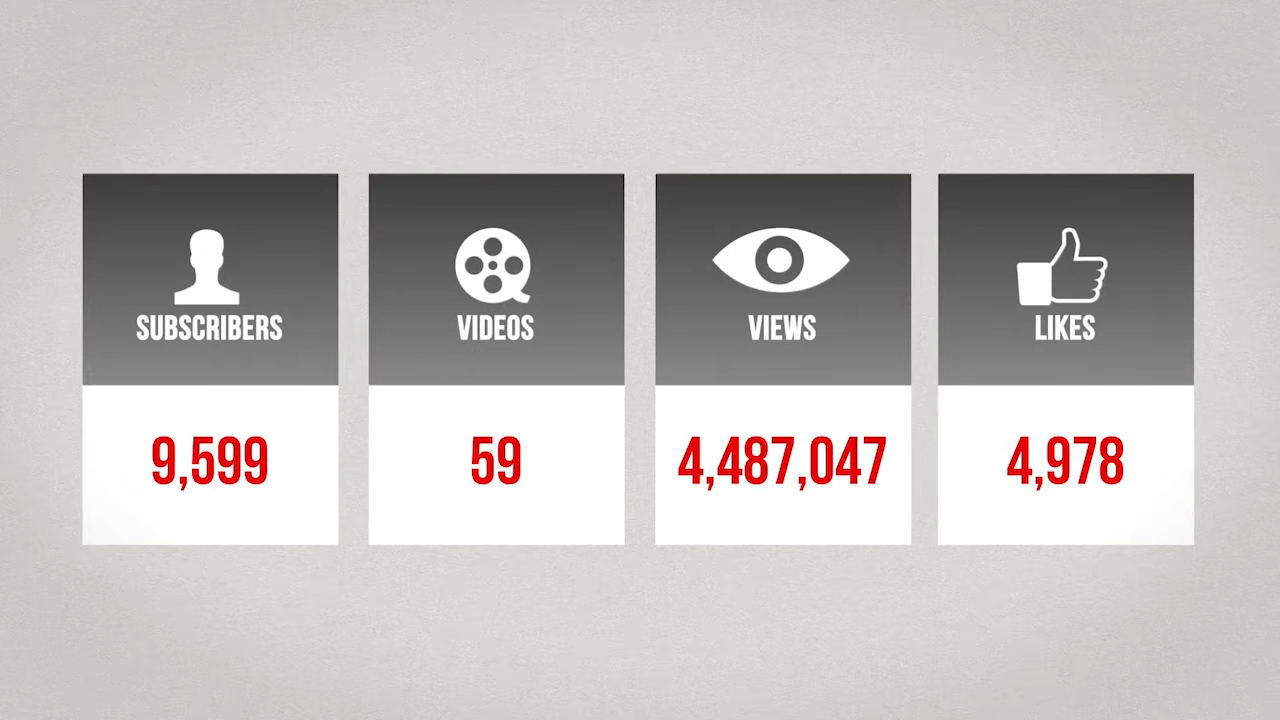 SUBSCRIBERS
9,599
VIDEOS
59
VIEWS
4,487,047
LIKES
4,978